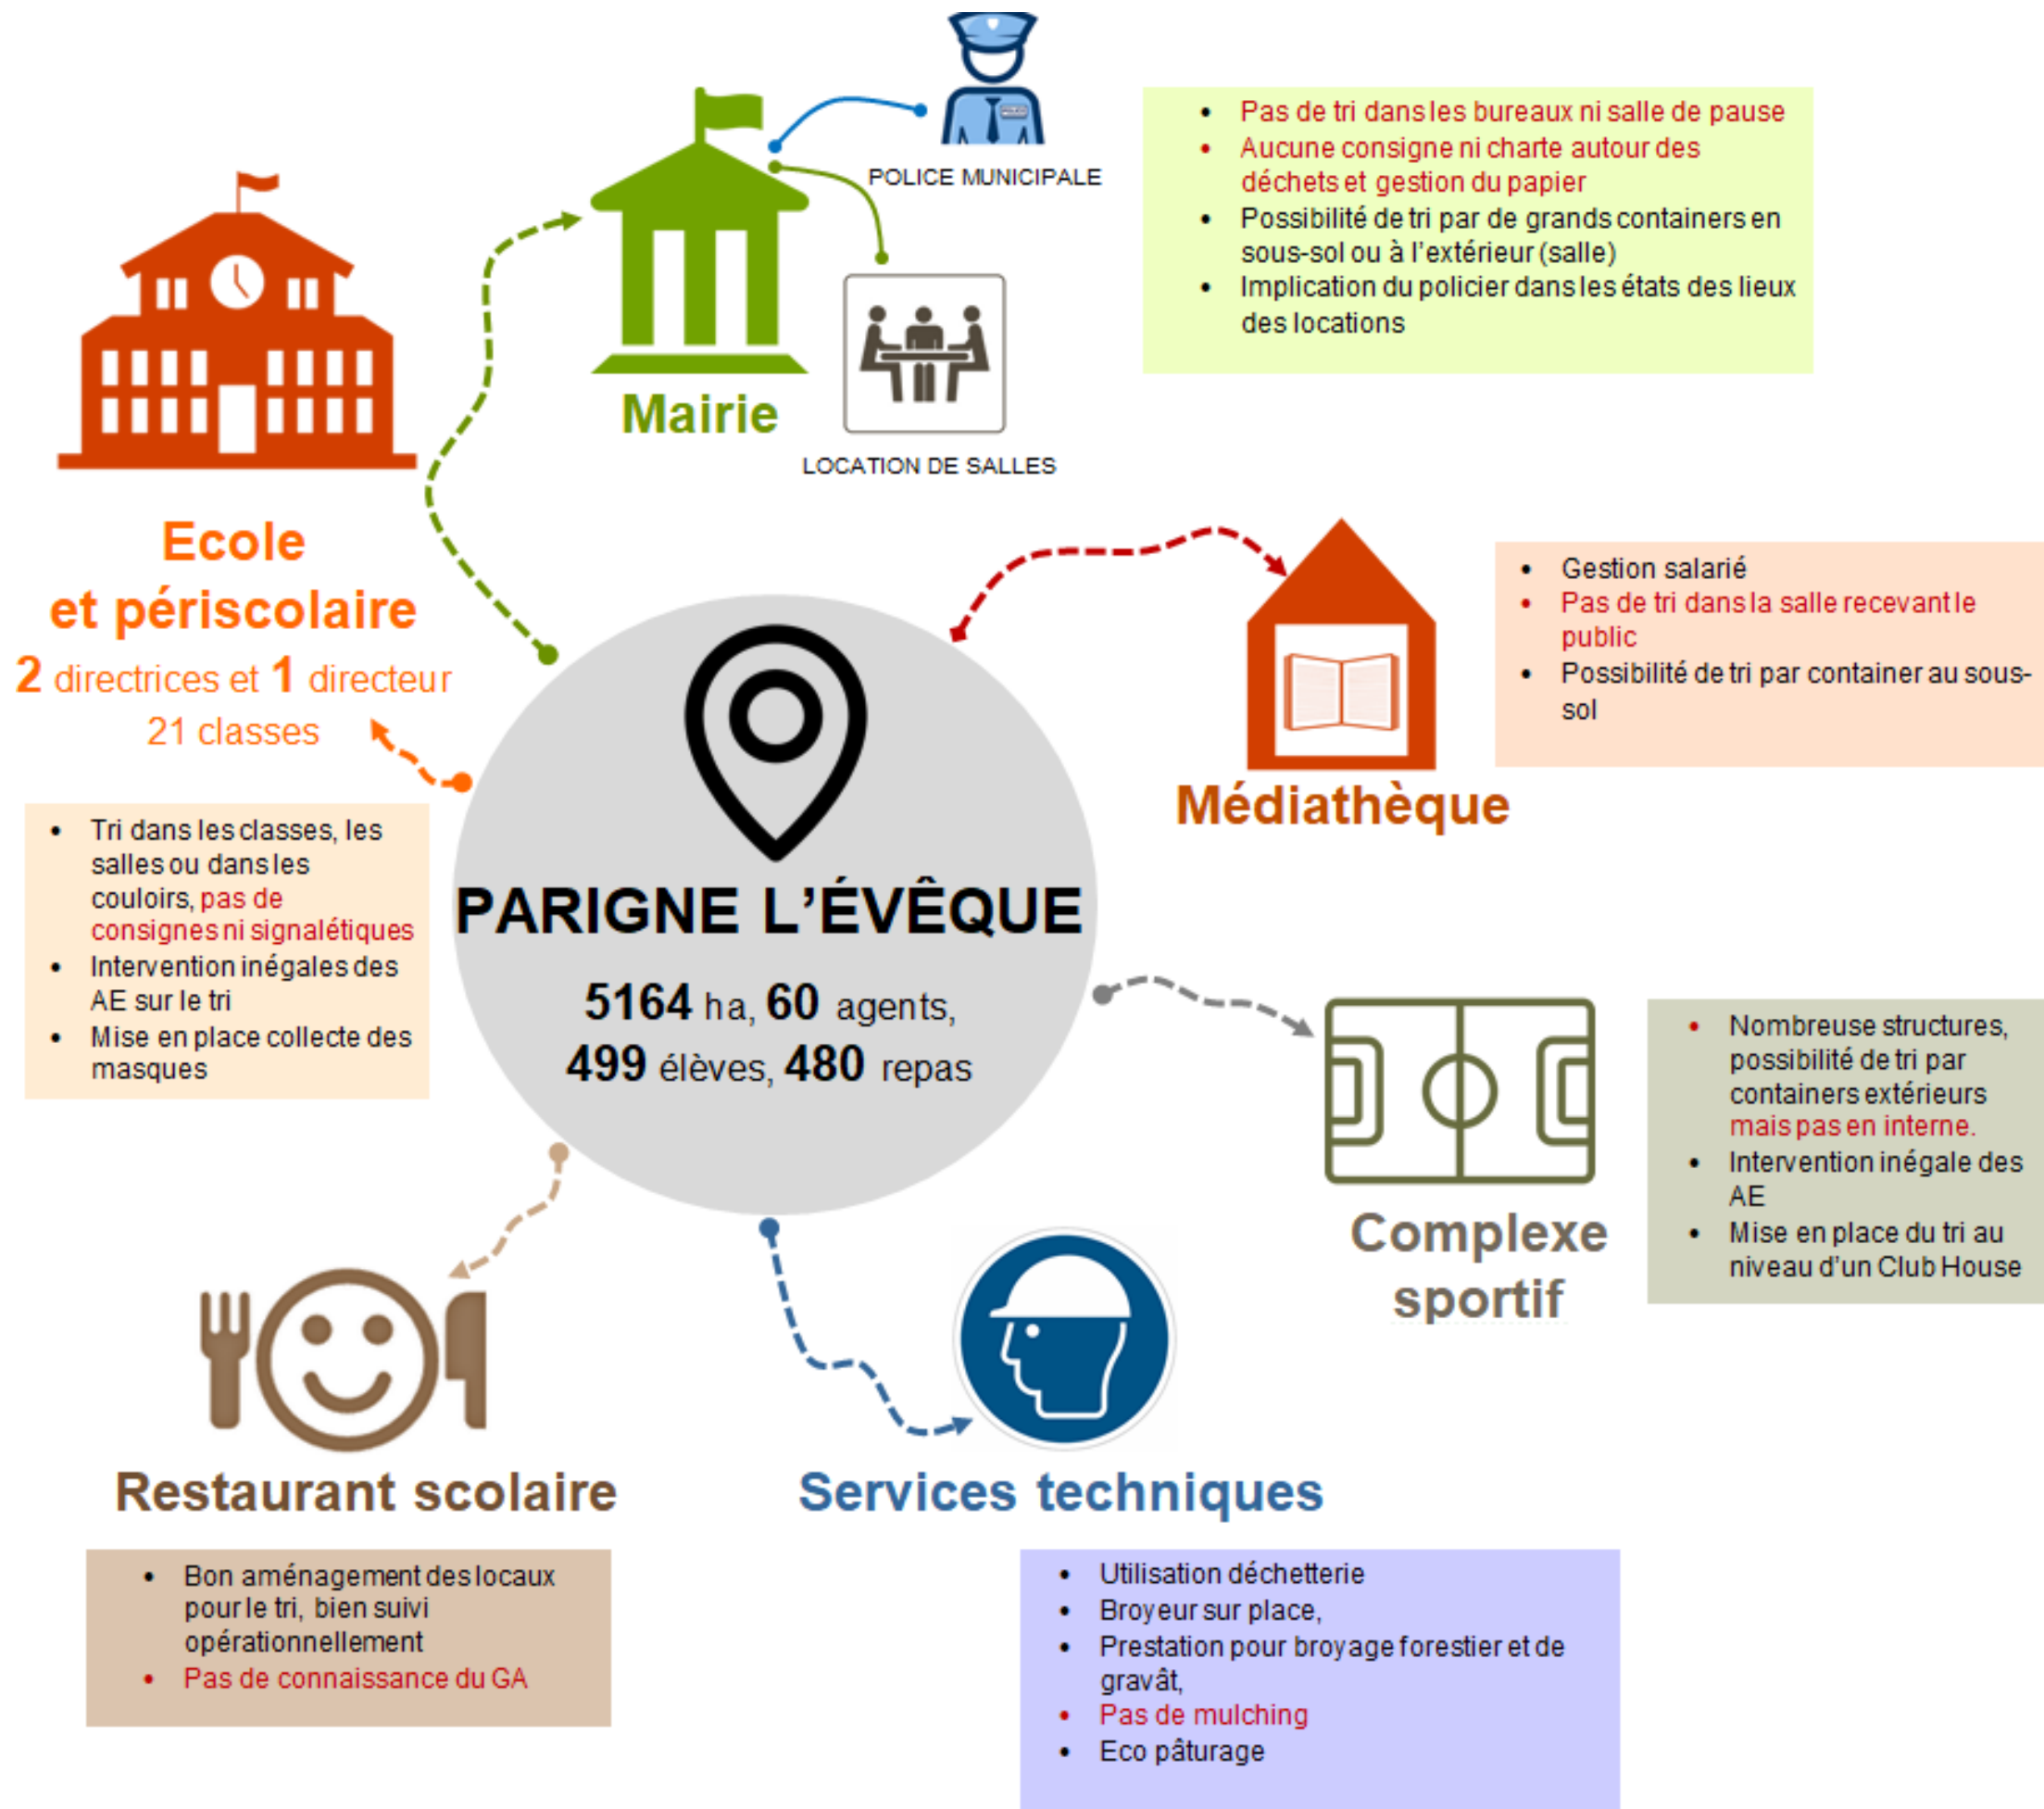 POLICE MUNICIPALE
Mairie
LOCATION DE SALLES
• Pas de tri dans les bureaux ni salle de pause
• Aucune consigne ni charte autour des
déchets et gestion du papier
• Possibilité de tri par de grands containers en
sous-sol ou à l'extérieur (salle)
• Implication du policier dans les états des lieux
des locations
Ecole
et périscolaire
2 directrices et 1 directeur
21 classes
• Tri dans les classes, les
salles ou dans les
couloirs, pas de
consignes ni signalétiques
• Intervention inégales des
AE sur le tri
• Mise en place collecte des
masques
Médiathèque
• Gestion salarié
• Pas de tri dans la salle recevant le
public
• Possibilité de tri par container au sous-
sol
PARIGNE L'ÉVÊQUE
5164 ha, 60 agents,
499 élèves, 480 repas
Complexe
sportif
• Nombreuse structures,
possibilité de tri par
containers extérieurs
mais pas en interne.
• Intervention inégale des
AE
• Mise en place du tri au
niveau d'un Club House
Restaurant scolaire
• Bon aménagement des locaux
pour le tri, bien suivi
opérationnellement
• Pas de connaissance du GA
Services techniques
• Utilisation déchetterie
• Broyeur sur place,
• Prestation pour broyage forestier et de
gravât,
• Pas de mulching
• Eco pâturage